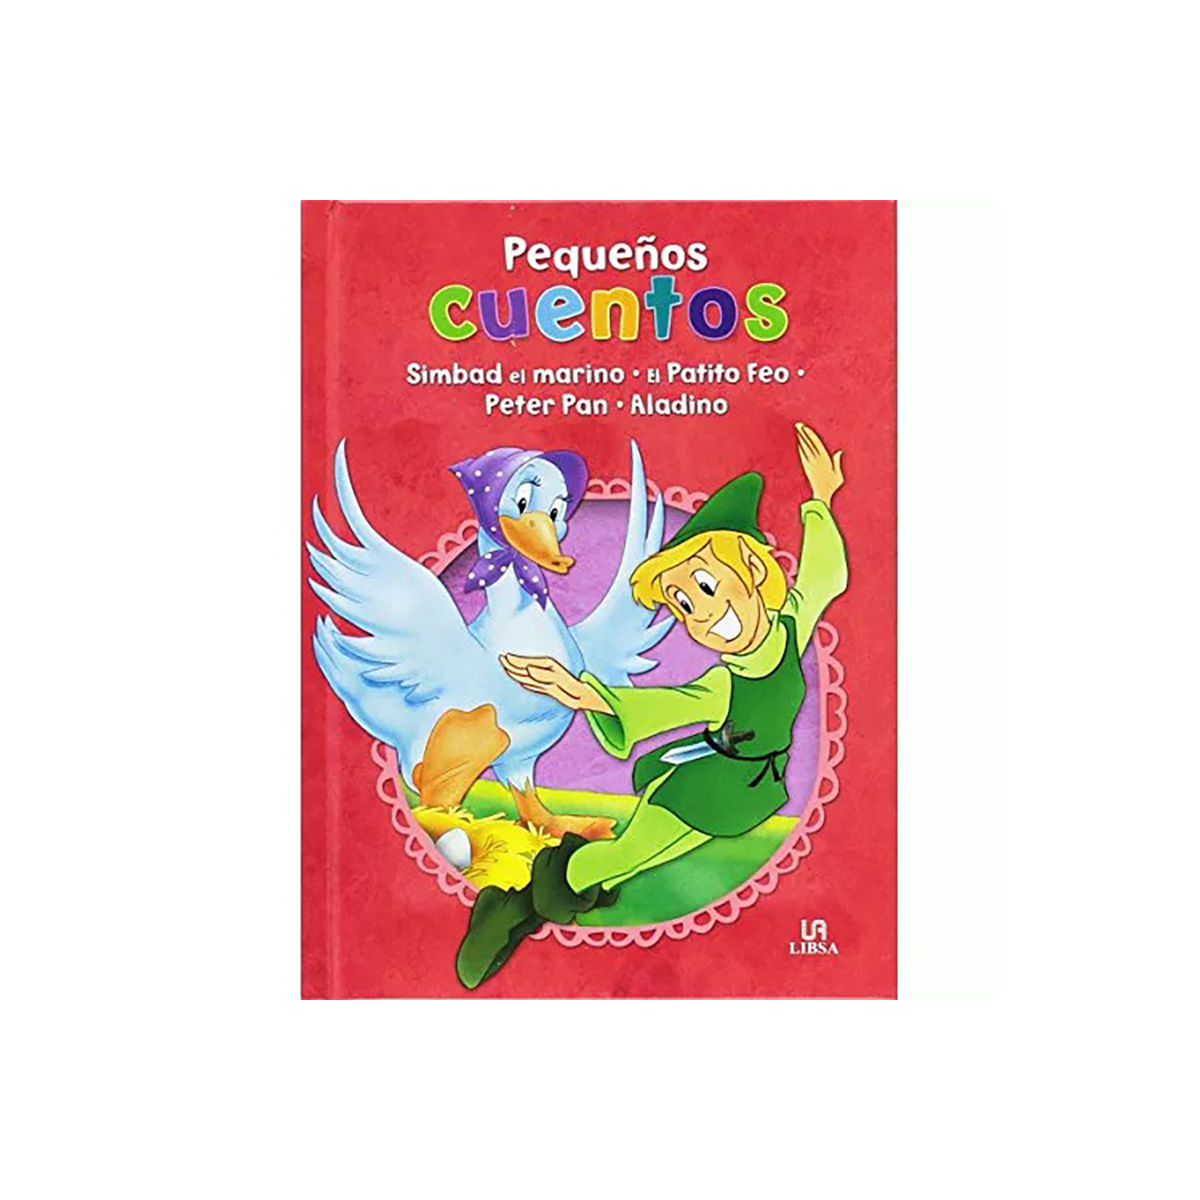 Pequeños
cuentos
Simbad el marino • El Patito Feo •
Peter Pan • Aladino
LIBSA